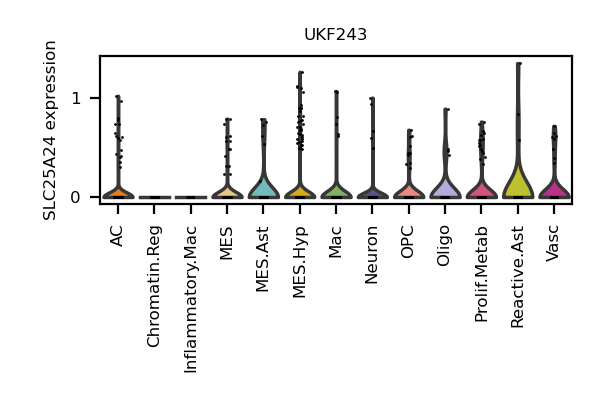 UKF243
SLC25A24 expression
1
0
AC
Chromatin.Reg
Inflammatory.Mac
MES
MES.Ast
MES.Hyp
Mac
Neuron
OPC
Oligo
Prolif.Metab
Reactive.Ast
Vasc